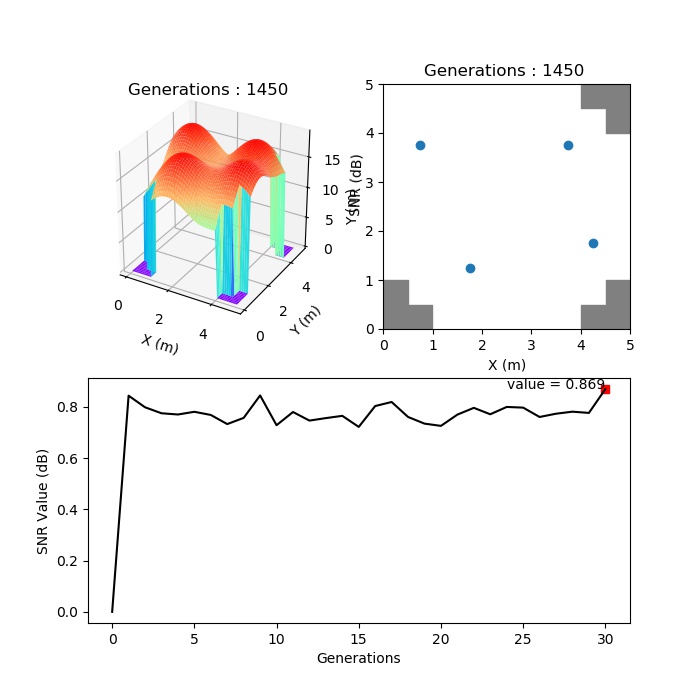 Generations : 1450
15
10
5
0
SNR (dB)
0
2
4
X (m)
0
2
4
Y (m)
Generations : 1450
5
4
3
2
1
0
Y (m)
0 1 2 3 4 5
X (m)
value = 0.869
0.8
0.6
0.4
0.2
0.0
SNR Value (dB)
0 5 10 15 20 25 30
Generations